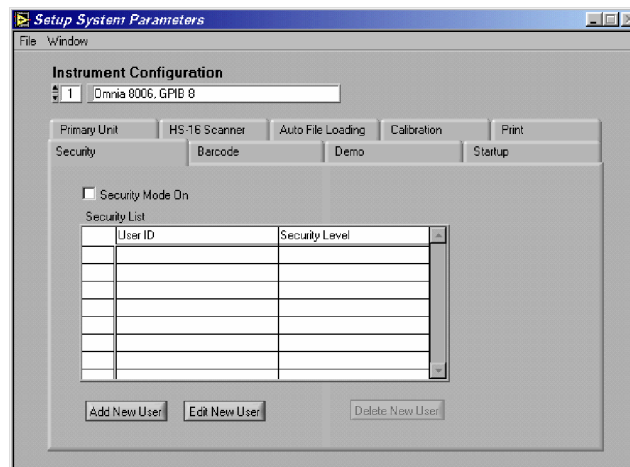 Setup System Parameters
File Window
Instrument Configuration
1 Omnia 8006, GPIB 8
Primary Unit HS-16 Scanner Auto File Loading Calibration Print
Security Barcode Demo Startup
Security Mode On
Security List
User ID Security Level
Add New User Edit New User Delete New User